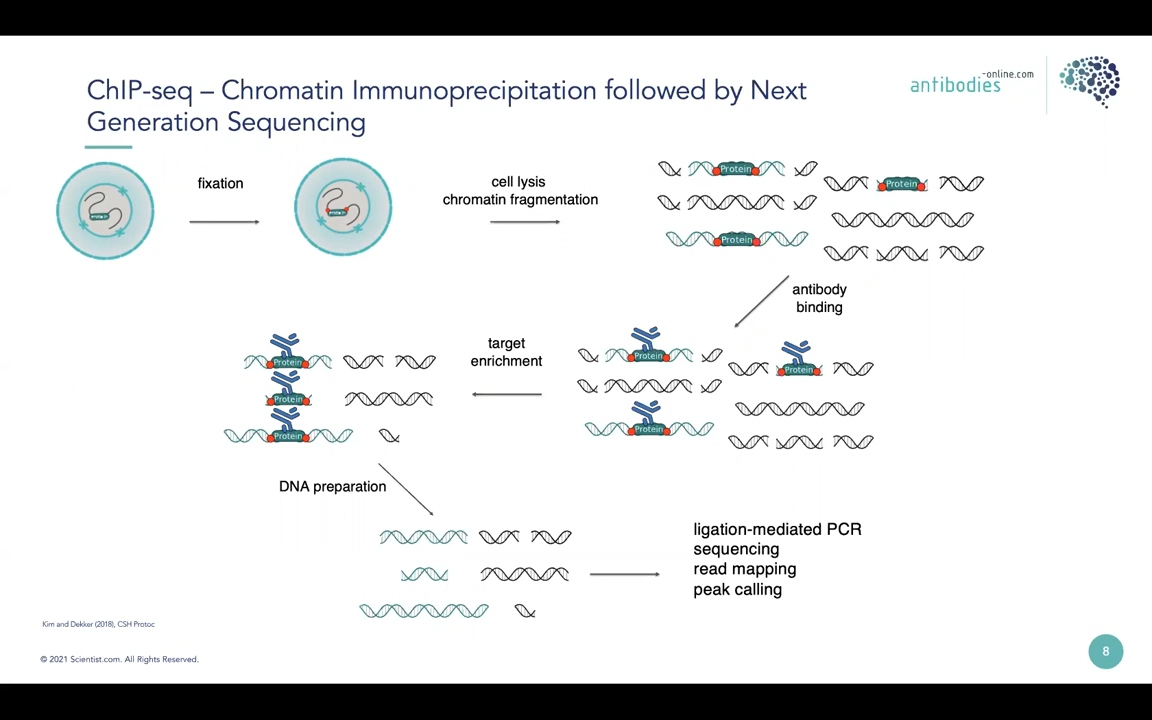 ChIP-seq – Chromatin Immunoprecipitation followed by Next
Generation Sequencing
antibodies-online.com
fixation
cell lysis
chromatin fragmentation
protein
protein
Protein
Protein
Protein
antibody
binding
target
enrichment
Protein
Protein
Protein
Protein
Protein
Protein
DNA preparation
ligation-mediated PCR
sequencing
read mapping
peak calling
Kim and Dekker (2018), CSH Protoc
© 2021 Scientist.com. All Rights Reserved.
8